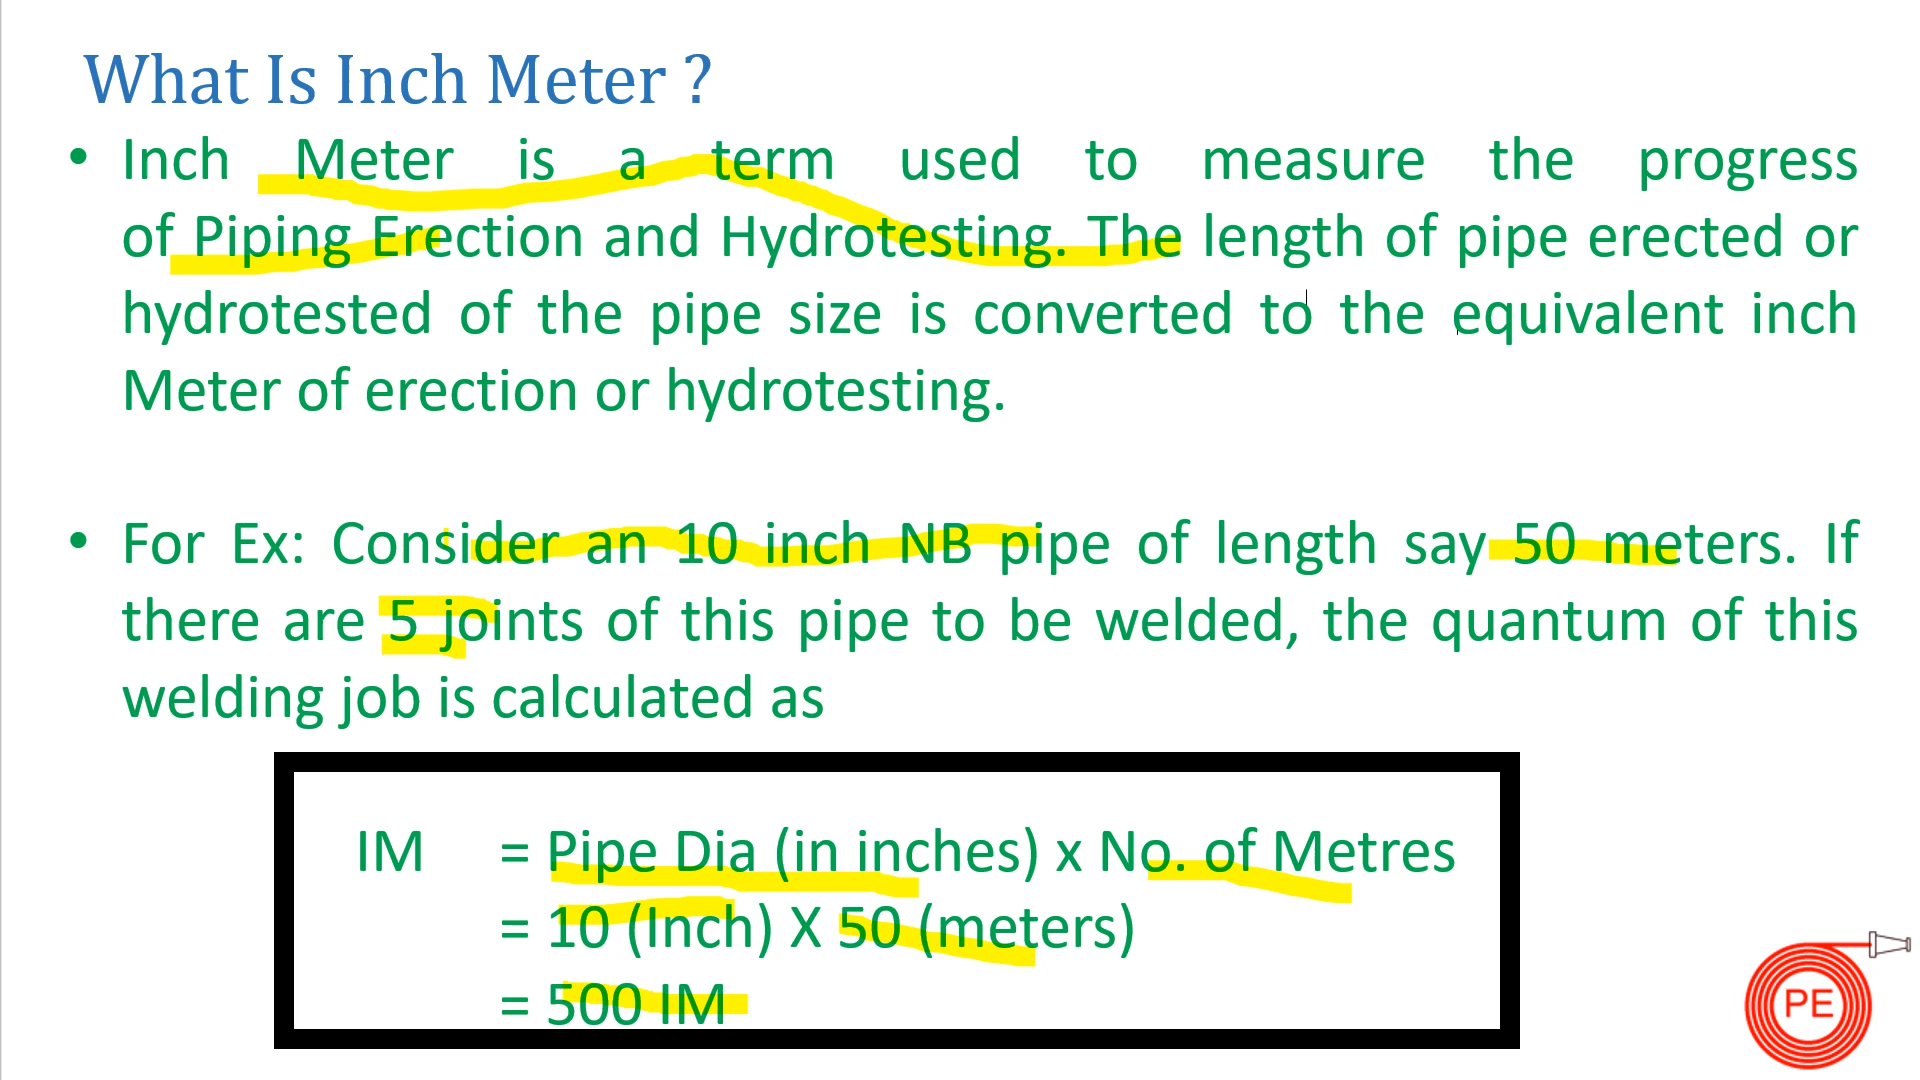 What Is Inch Meter ?
• Inch Meter is a term used to measure the progress
of Piping Erection and Hydrotesting. The length of pipe erected or
hydrotested of the pipe size is converted to the equivalent inch
Meter of erection or hydrotesting.
• For Ex: Consider an 10 inch NB pipe of length say 50 meters. If
there are 5 joints of this pipe to be welded, the quantum of this
welding job is calculated as
IM = Pipe Dia (in inches) x No. of Metres
= 10 (Inch) X 50 (meters)
= 500 IM
PE